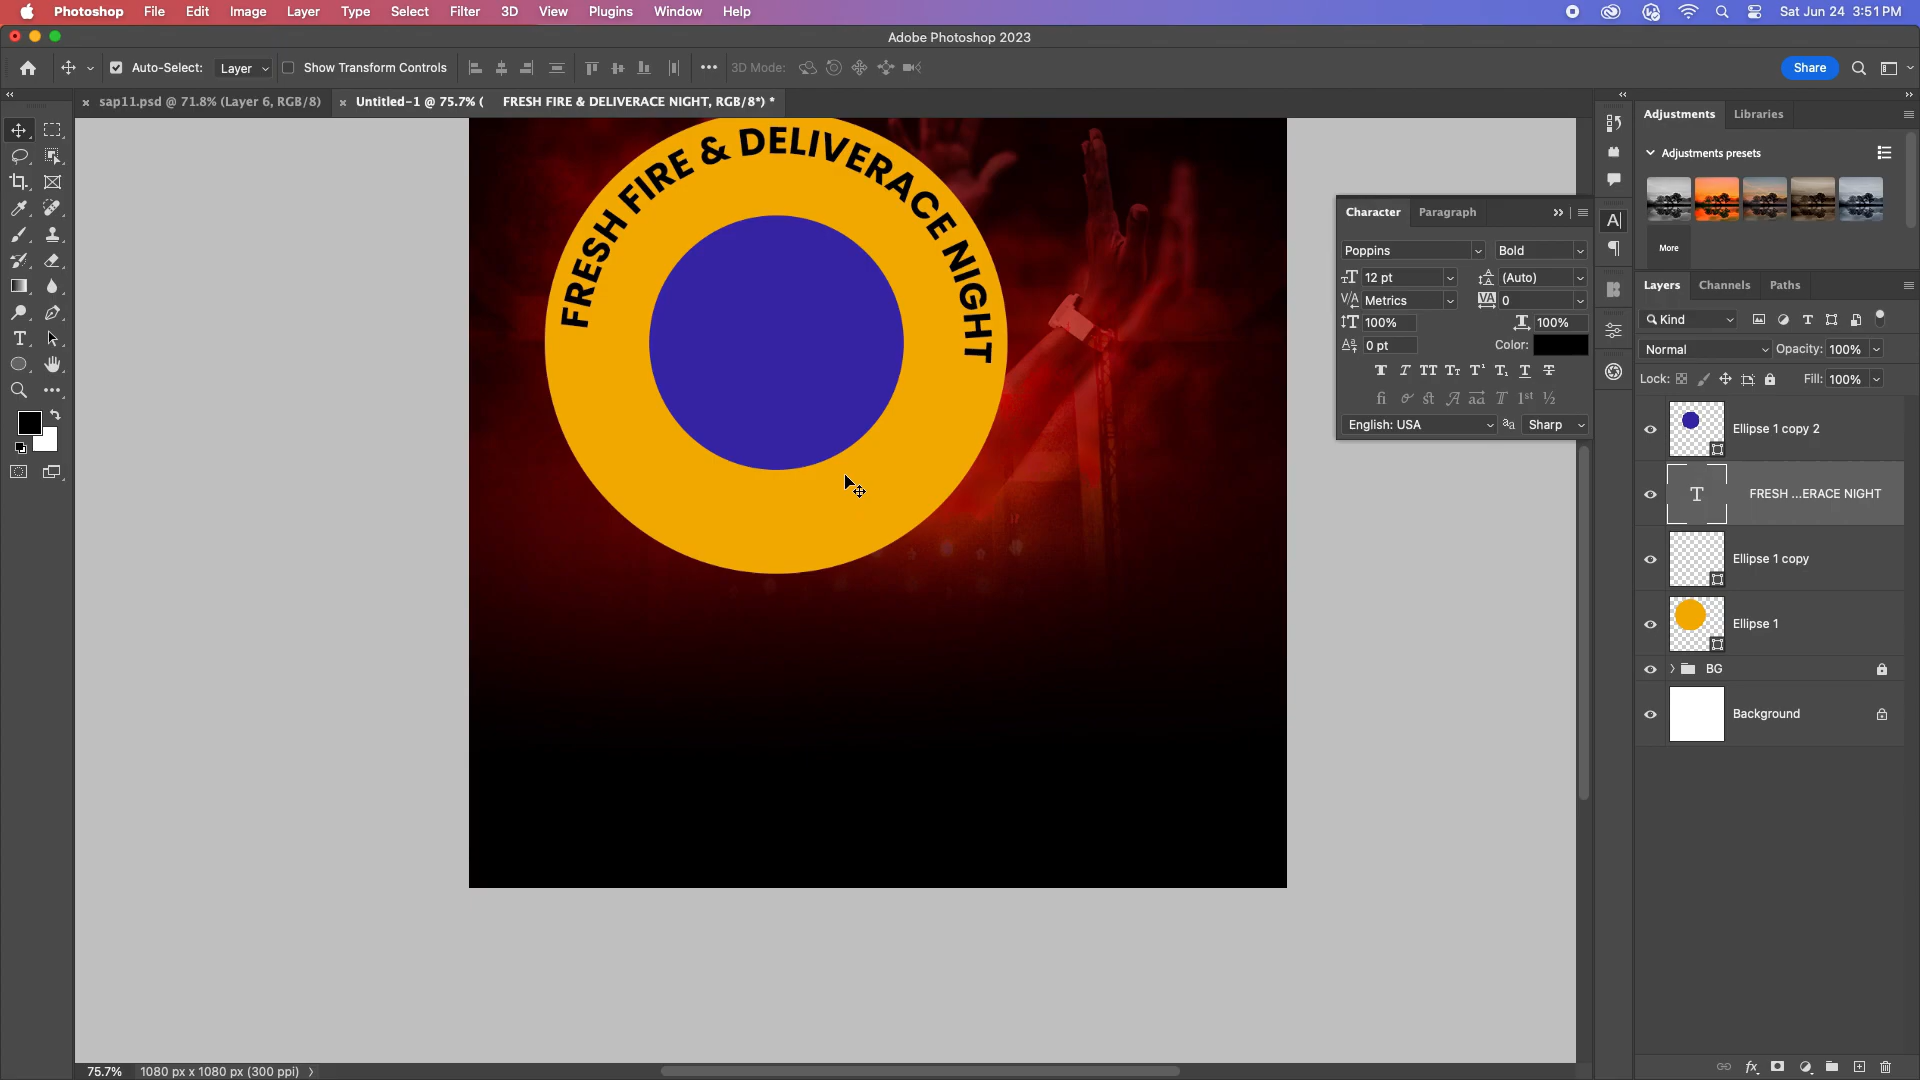 Photoshop File Edit Image Layer Type Select Filter 3D View Plugins Window Help Sat Jun 24 3:51 PM
Adobe Photoshop 2023
Auto-Select: Layer Show Transform Controls 3D Mode: Share
sap11.psd @ 71.8% (Layer 6, RGB/8) Untitled-1 @ 75.7% ( FRESH FIRE & DELIVERACE NIGHT, RGB/8*) *
FRESH FIRE & DELIVERACE NIGHT
Character Paragraph
Poppins Bold
12 pt (Auto)
Metrics 0
100% 100%
0 pt Color:
English: USA Sharp
Adjustments Libraries
Adjustments presets
More
Layers Channels Paths
Kind
Normal Opacity: 100%
Lock: Fill: 100%
Ellipse 1 copy 2
FRESH ...ERACE NIGHT
Ellipse 1 copy
Ellipse 1
BG
Background
75.7% 1080 px x 1080 px (300 ppi)